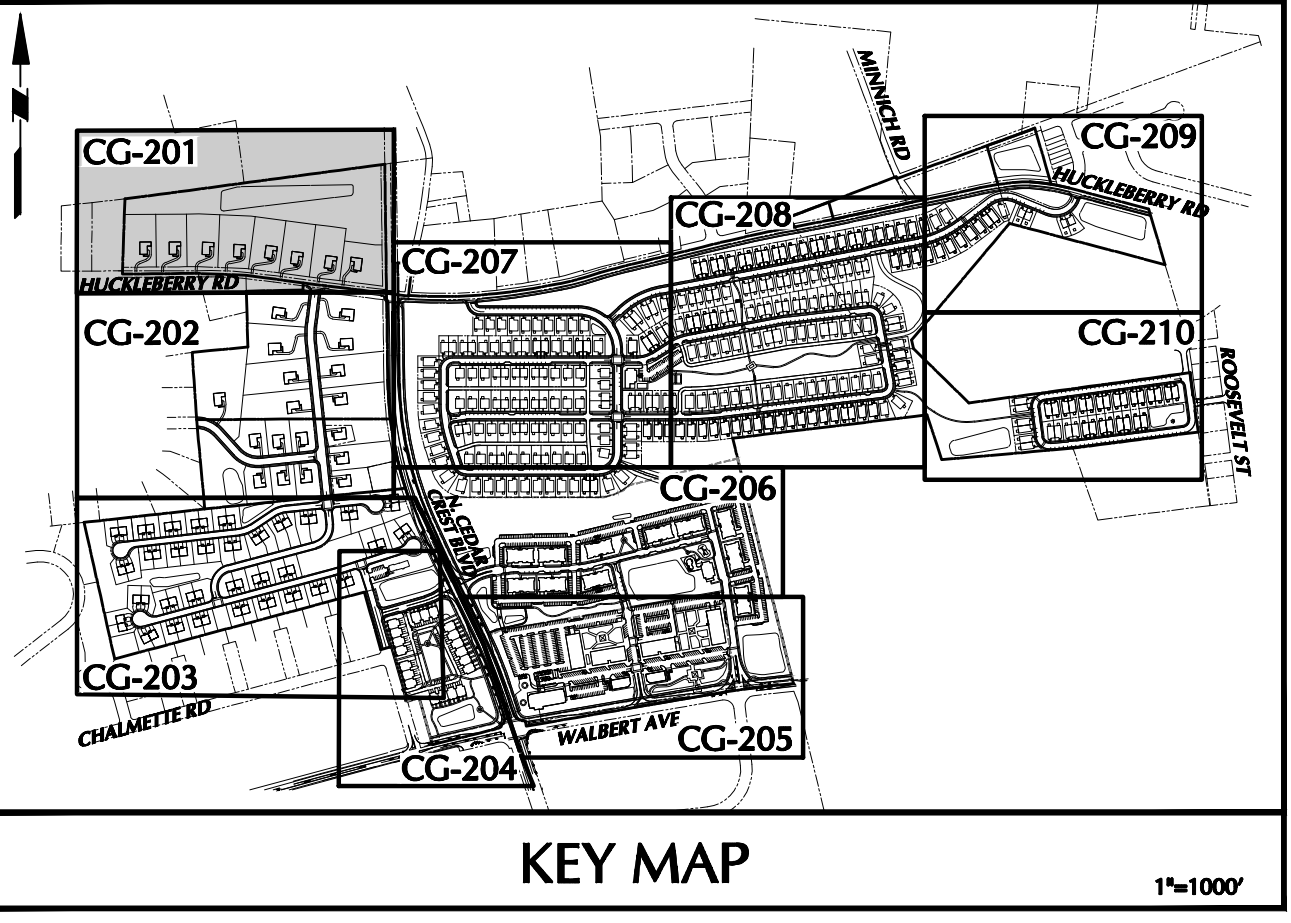 MINNICH RD
CG-201
CG-209
HUCKLEBERRY RD
CG-208
CG-207
HUCKLEBERRY RD
CG-202
CG-210
ROOSEVELT ST
CG-206
N. CEDAR
CREST BLVD
CG-203
CHALMETTE RD
WALBERT AVE
CG-205
CG-204
KEY MAP
1"=1000'